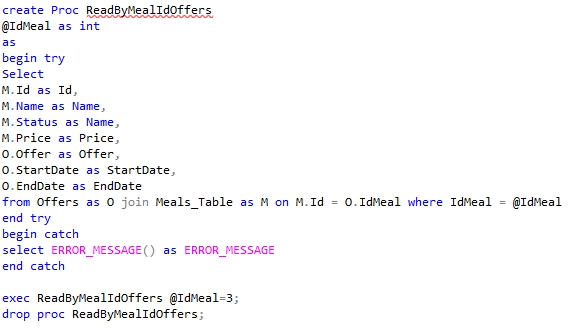 create Proc ReadByMealIdOffers
@IdMeal as int
as
begin try
Select
M.Id as Id,
M.Name as Name,
M.Status as Name,
M.Price as Price,
O.Offer as Offer,
O.StartDate as StartDate,
O.EndDate as EndDate
from Offers as O join Meals_Table as M on M.Id = O.IdMeal where IdMeal = @IdMeal
end try
begin catch
select ERROR_MESSAGE() as ERROR_MESSAGE
end catch
exec ReadByMealIdOffers @IdMeal=3;
drop proc ReadByMealIdOffers;